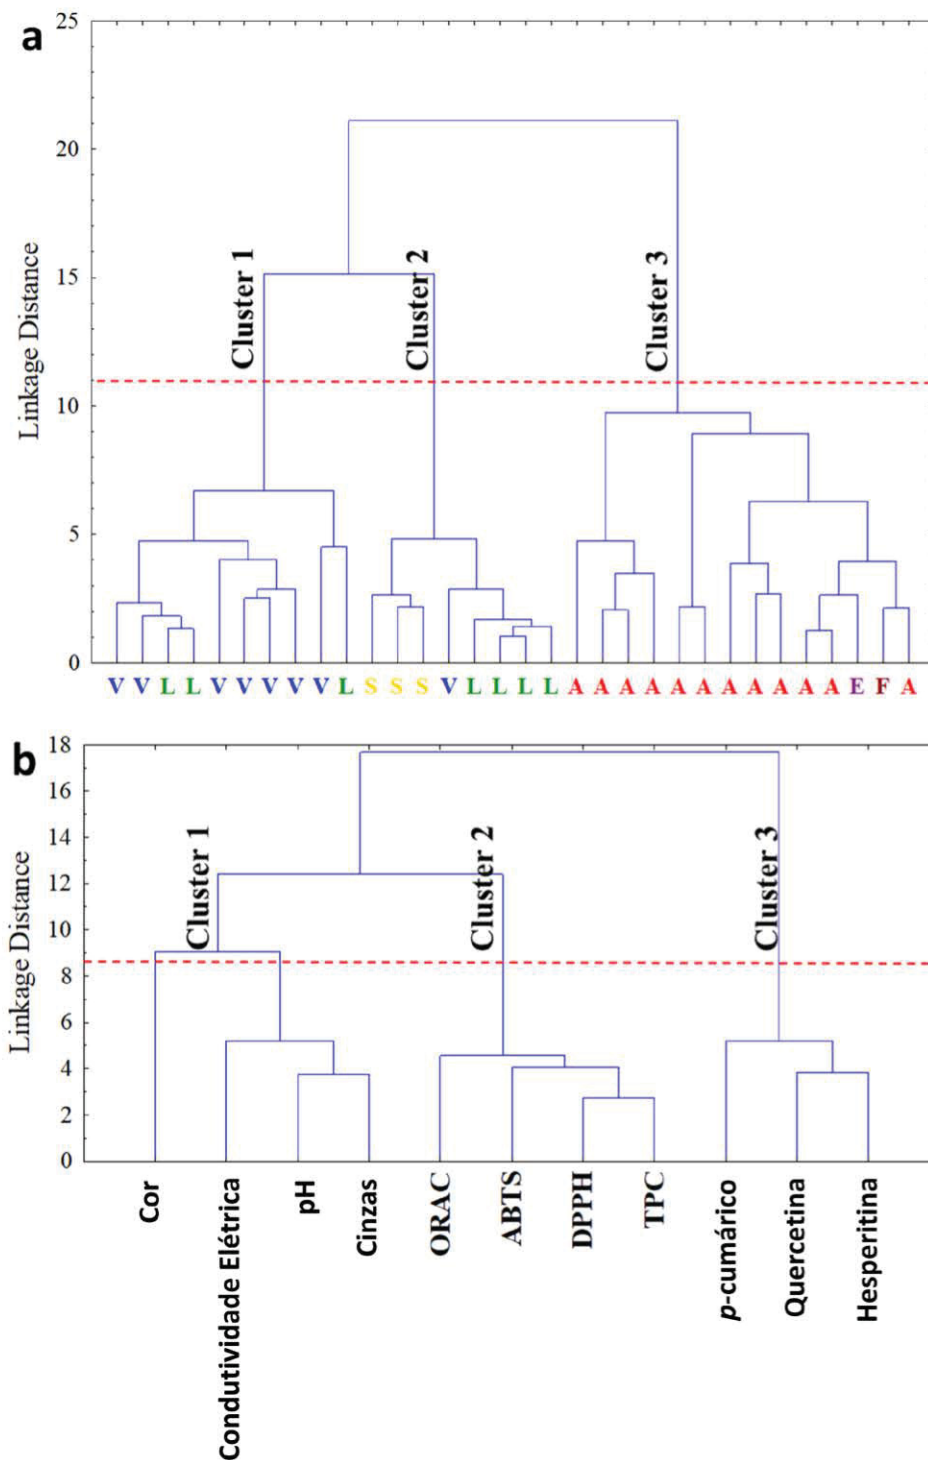 a
25
20
15
10
5
0
Linkage Distance
Cluster 1
Cluster 2
Cluster 3
V V L L V V V V V L S S S V L L L L A A A A A A A A A A A E F A
b
18
16
14
12
10
8
6
4
2
0
Linkage Distance
Cluster 1
Cluster 2
Cluster 3
Cor
Condutividade Elétrica
pH
Cinzas
ORAC
ABTS
DPPH
TPC
p-cumárico
Quercetina
Hesperitina